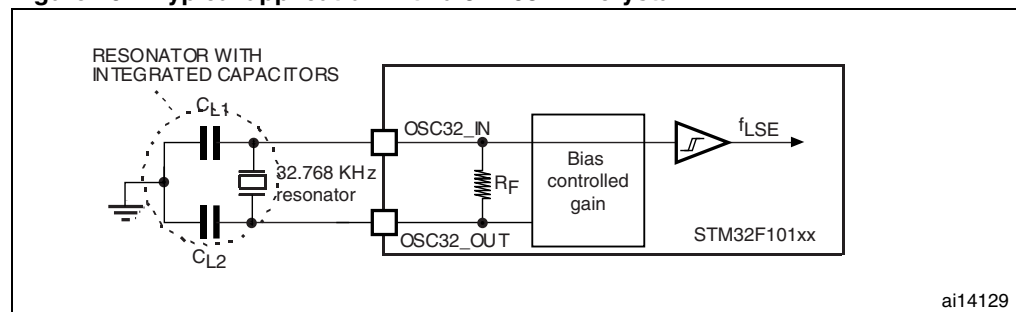 RESONATOR WITH
INTEGRATED CAPACITORS
CL1
OSC32_IN
fLSE
32.768 KHz
resonator
RF
Bias
controlled
gain
STM32F101xx
OSC32_OUT
CL2
ai14129